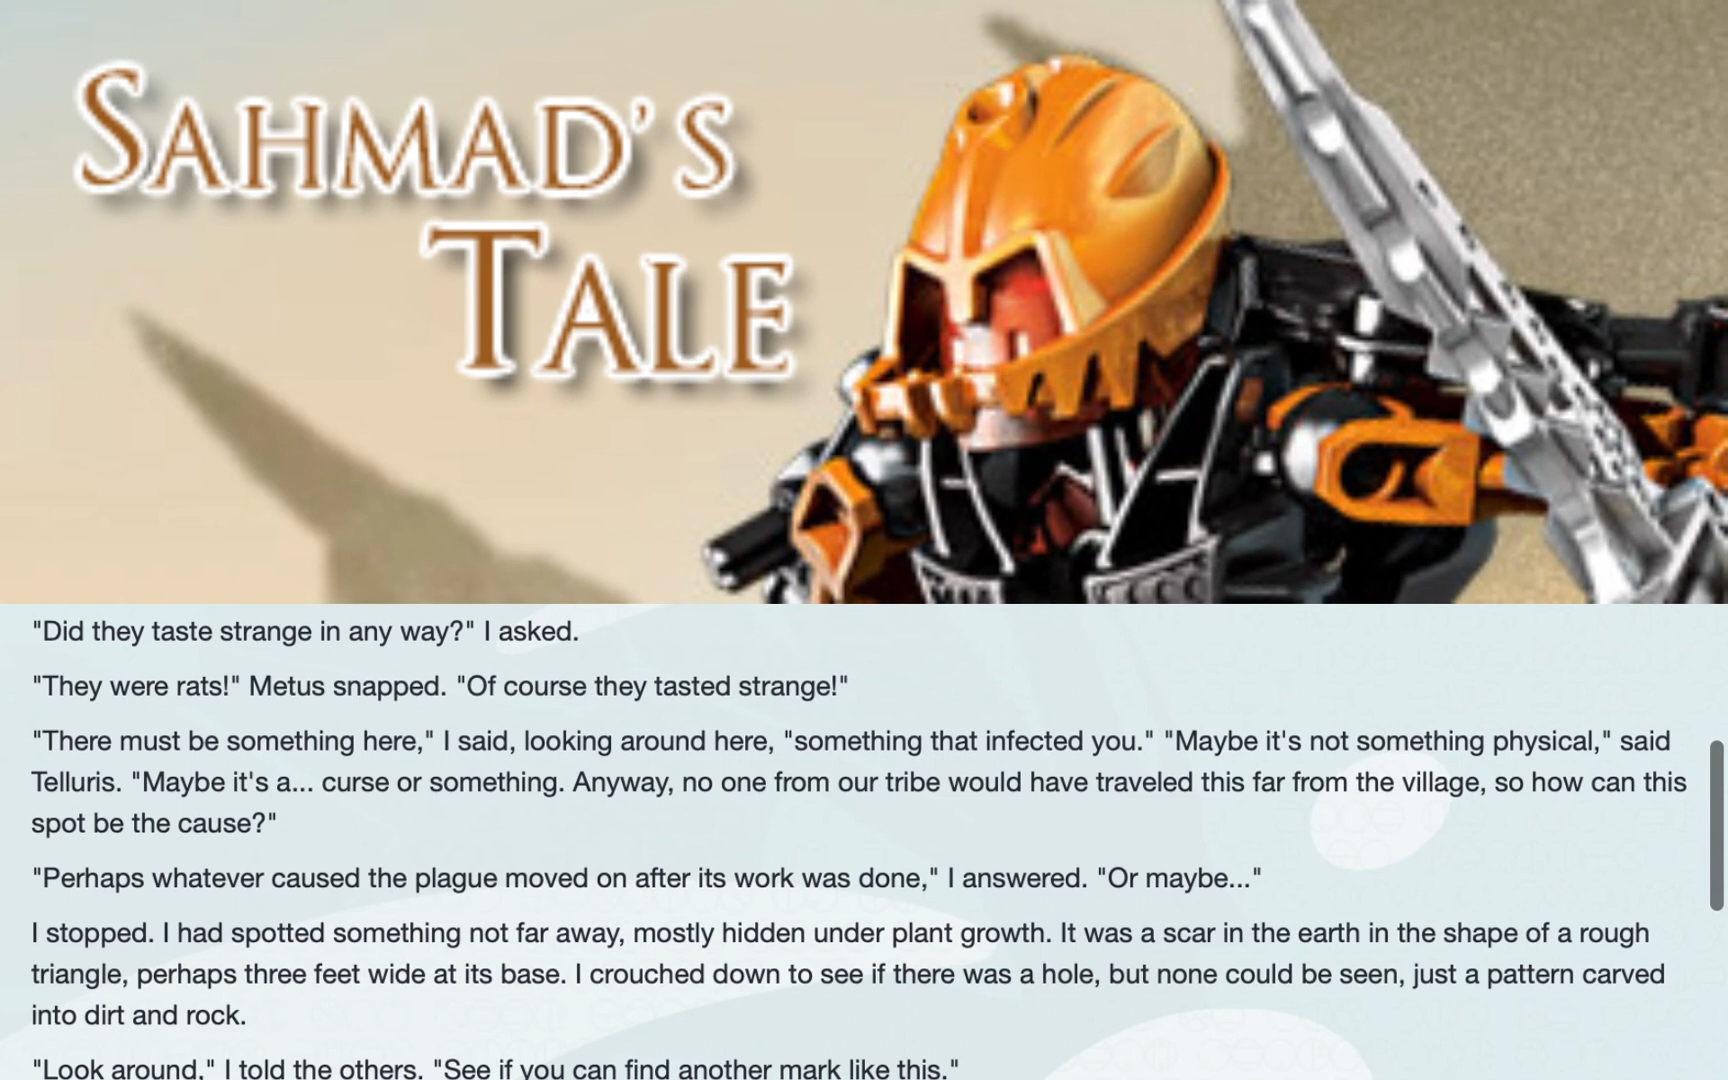 SAHMAD'S
TALE
"Did they taste strange in any way?" I asked.
"They were rats!" Metus snapped. "Of course they tasted strange!"
"There must be something here," I said, looking around here, "something that infected you." "Maybe it's not something physical," said
Telluris. "Maybe it's a... curse or something. Anyway, no one from our tribe would have traveled this far from the village, so how can this
spot be the cause?"
"Perhaps whatever caused the plague moved on after its work was done," I answered. "Or maybe..."
I stopped. I had spotted something not far away, mostly hidden under plant growth. It was a scar in the earth in the shape of a rough
triangle, perhaps three feet wide at its base. I crouched down to see if there was a hole, but none could be seen, just a pattern carved
into dirt and rock.
"Look around," I told the others. "See if you can find another mark like this."